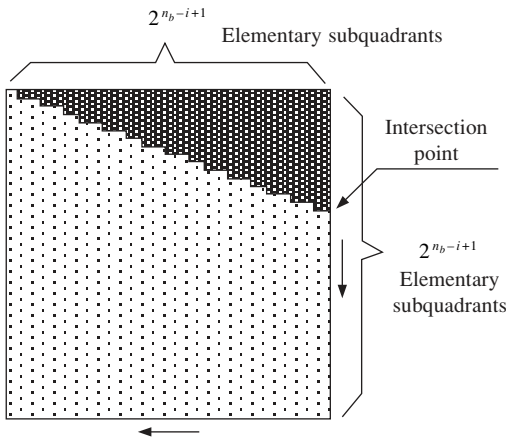 2^{n_b-i+1} Elementary subquadrants
Intersection
point
2^{n_b-i+1}
Elementary
subquadrants